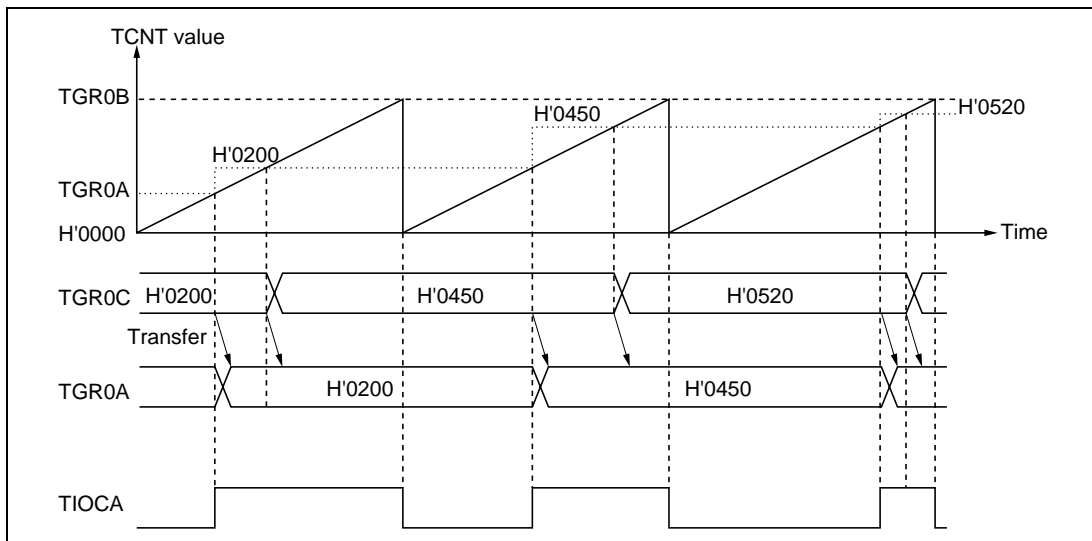 TCNT value
TGR0B
H'0520
H'0450
H'0200
TGR0A
H'0000
Time
TGR0C
H'0200
H'0450
H'0520
Transfer
TGR0A
H'0200
H'0450
TIOCA